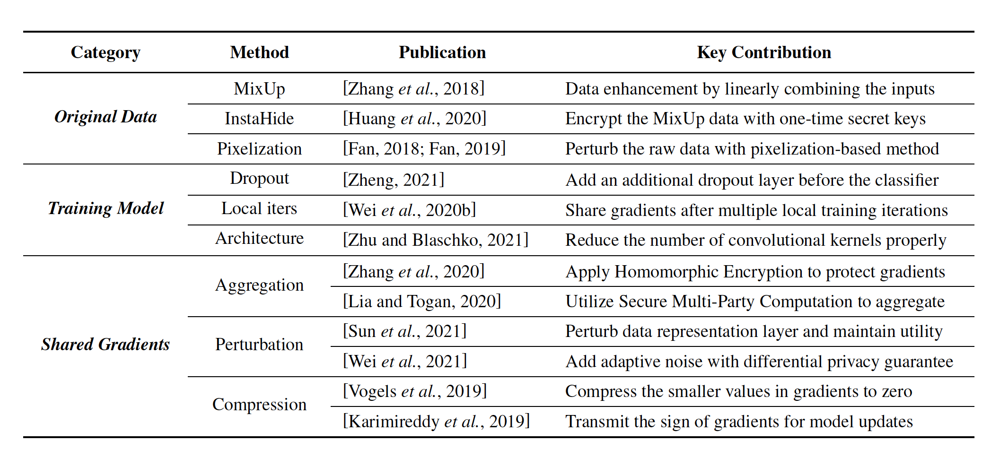 Category Method Publication Key Contribution
MixUp [Zhang et al., 2018] Data enhancement by linearly combining the inputs
Original Data InstaHide [Huang et al., 2020] Encrypt the MixUp data with one-time secret keys
Pixelization [Fan, 2018; Fan, 2019] Perturb the raw data with pixelization-based method
Dropout [Zheng, 2021] Add an additional dropout layer before the classifier
Training Model Local iters [Wei et al., 2020b] Share gradients after multiple local training iterations
Architecture [Zhu and Blaschko, 2021] Reduce the number of convolutional kernels properly
Shared Gradients
Aggregation
[Zhang et al., 2020] Apply Homomorphic Encryption to protect gradients
[Lia and Togan, 2020] Utilize Secure Multi-Party Computation to aggregate
Perturbation
[Sun et al., 2021] Perturb data representation layer and maintain utility
[Wei et al., 2021] Add adaptive noise with differential privacy guarantee
Compression
[Vogels et al., 2019] Compress the smaller values in gradients to zero
[Karimireddy et al., 2019] Transmit the sign of gradients for model updates